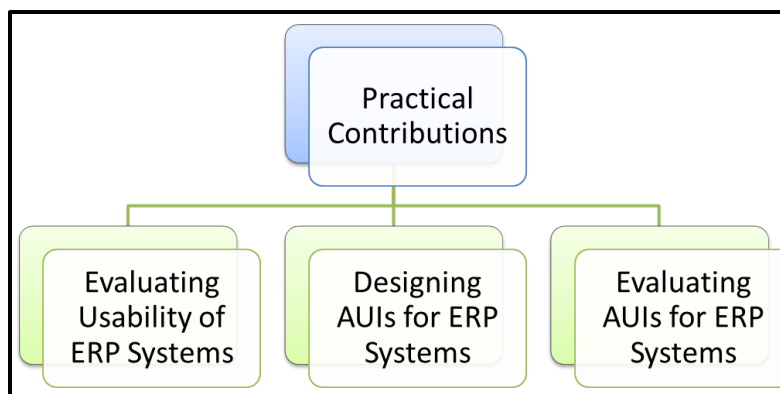 Practical
Contributions
Evaluating
Usability of
ERP Systems
Designing
AUIs for ERP
Systems
Evaluating
AUIs for ERP
Systems